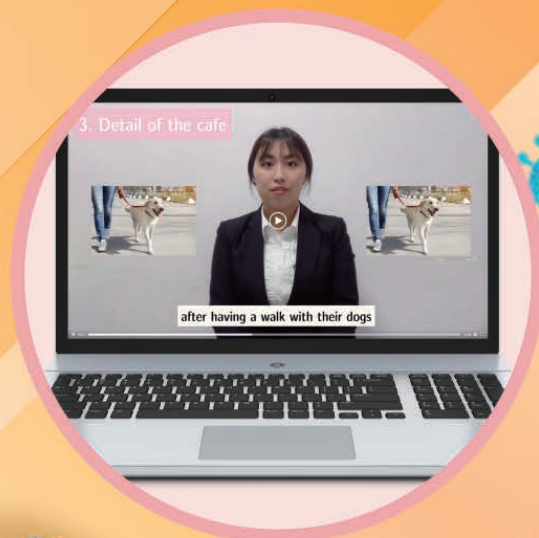 3. Detail of the cafe
after having a walk with their dogs